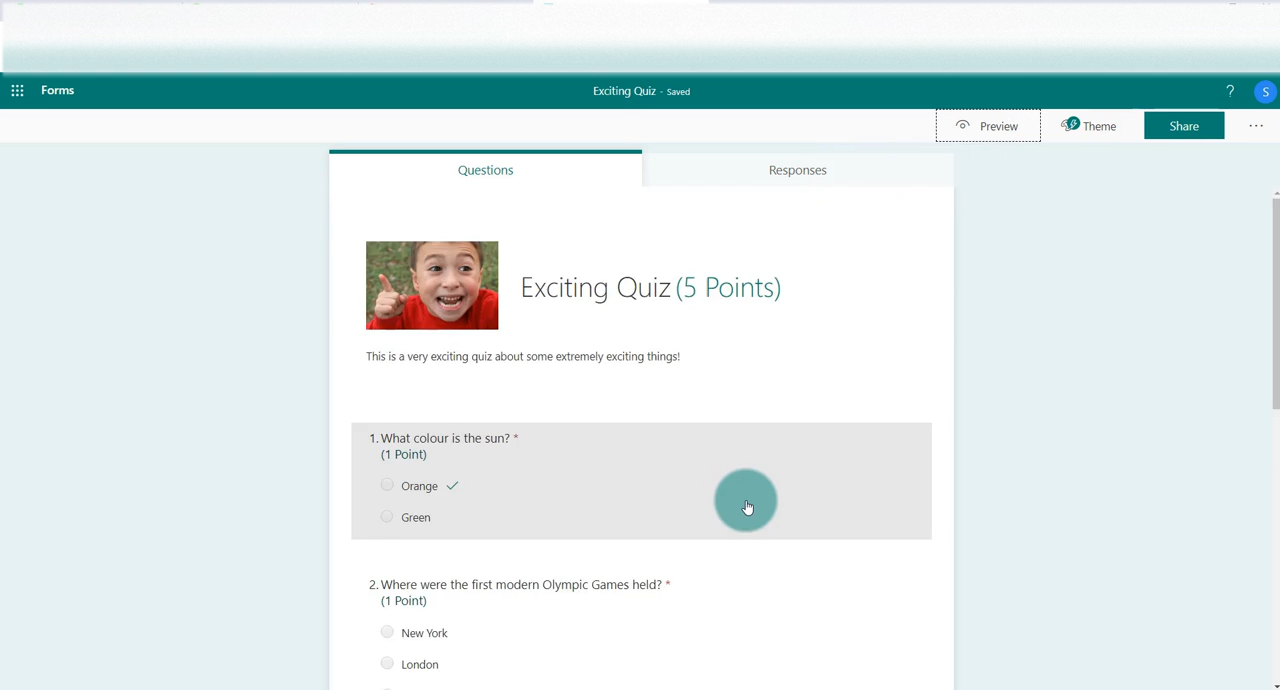 Forms
Exciting Quiz - Saved
?
S
Preview
Theme
Share
...
Questions
Responses
Exciting Quiz (5 Points)
This is a very exciting quiz about some extremely exciting things!
1. What colour is the sun? *
(1 Point)
Orange
Green
2. Where were the first modern Olympic Games held? *
(1 Point)
New York
London